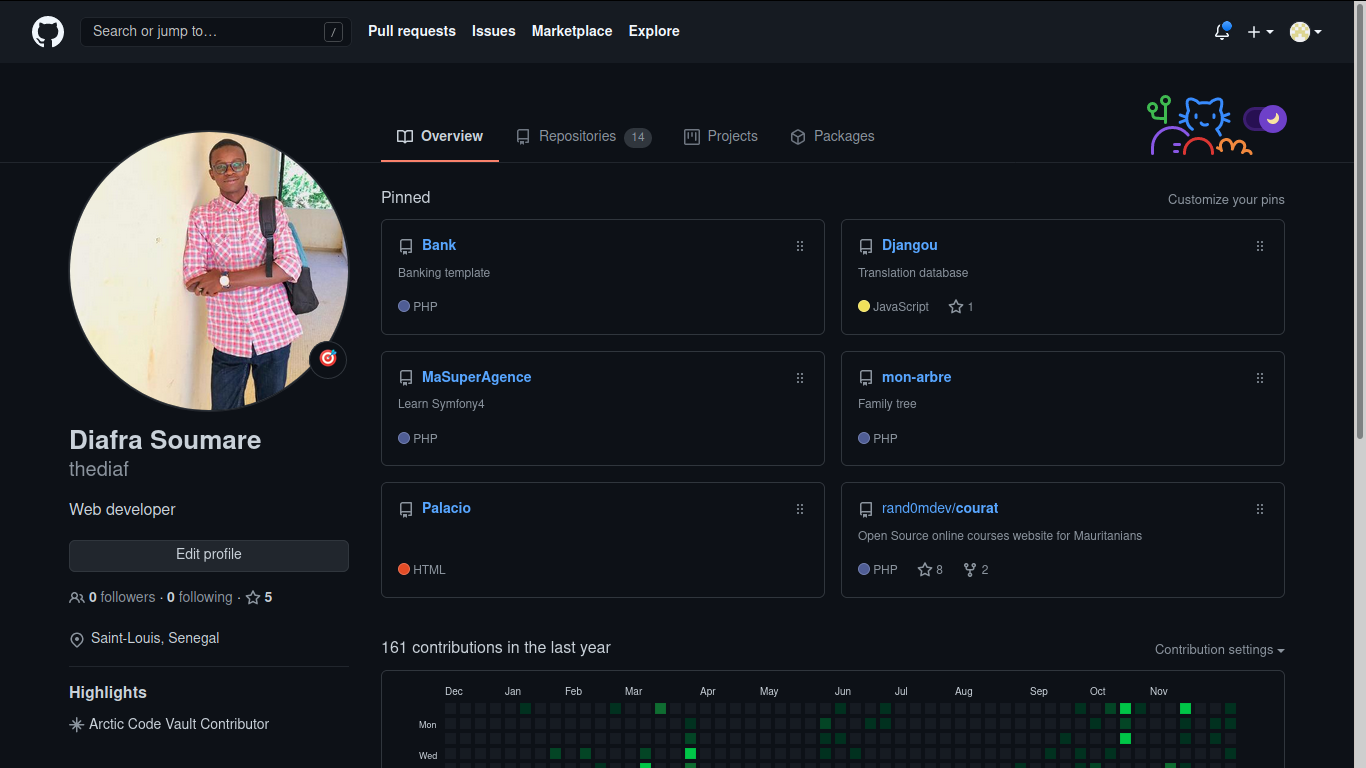 Search or jump to… /
Pull requests Issues Marketplace Explore
Overview Repositories 14 Projects Packages
Diafra Soumare
thediaf
Web developer
Edit profile
0 followers · 0 following · 5
Saint-Louis, Senegal
Highlights
Arctic Code Vault Contributor
Pinned
Customize your pins
Bank
Banking template
PHP
Djangou
Translation database
JavaScript 1
MaSuperAgence
Learn Symfony4
PHP
mon-arbre
Family tree
PHP
Palacio
HTML
rand0mdev/courat
Open Source online courses website for Mauritanians
PHP 8 2
161 contributions in the last year
Contribution settings
Dec Jan Feb Mar Apr May Jun Jul Aug Sep Oct Nov
Mon
Wed